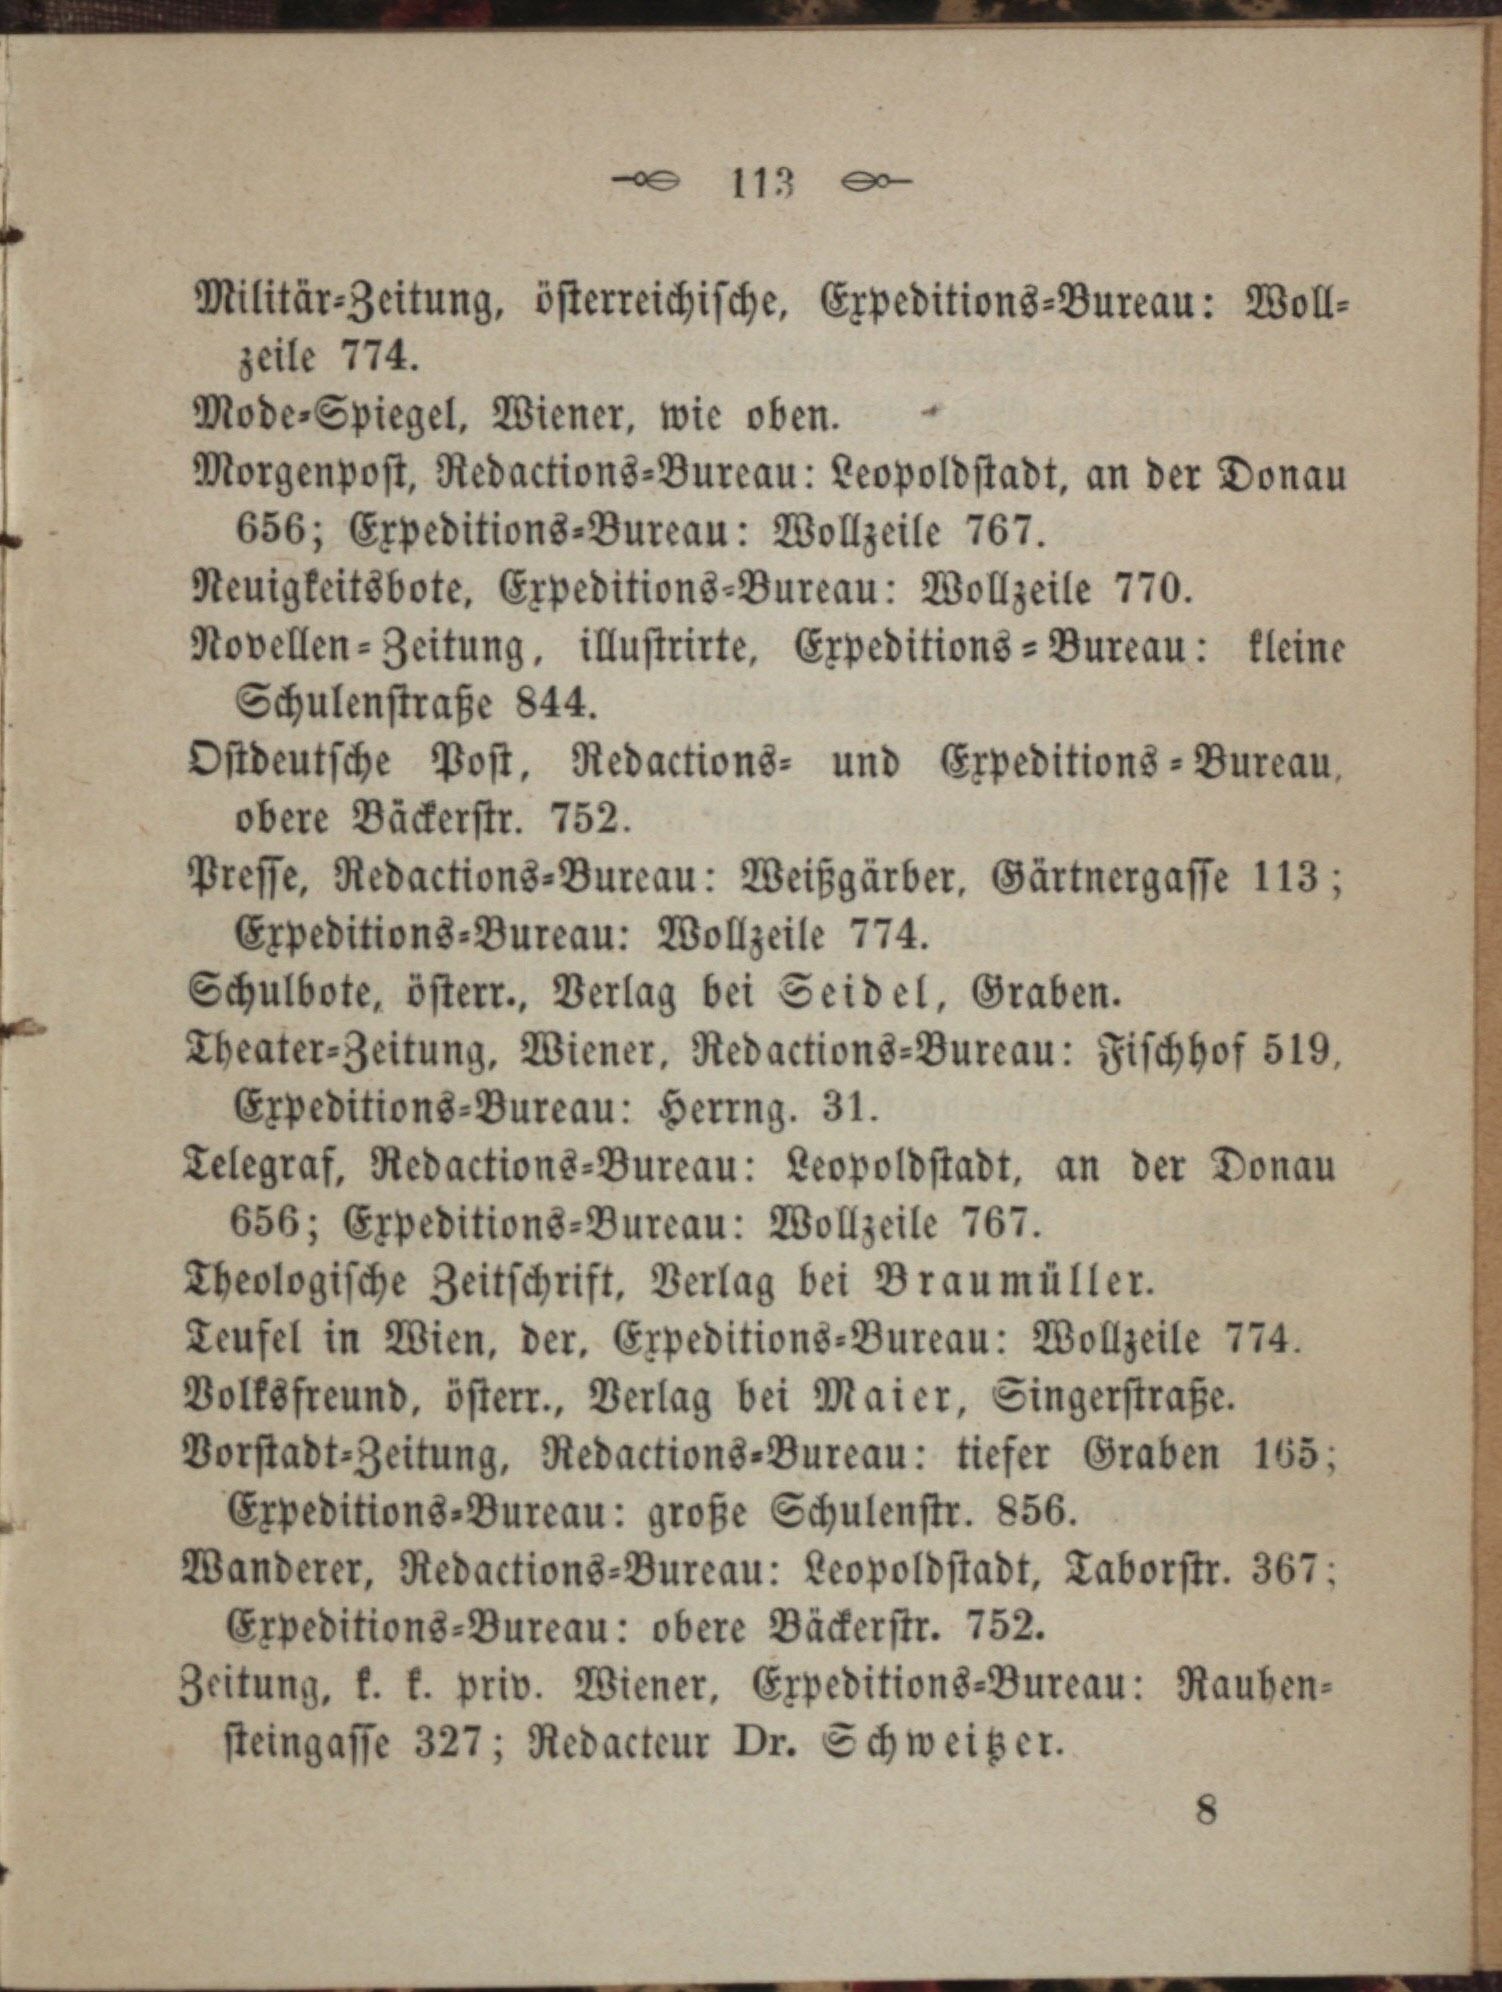 113
Militär-Zeitung, österreichische, Expeditions-Bureau: Woll-
zeile 774.
Mode-Spiegel, Wiener, wie oben.
Morgenpost, Redactions-Bureau: Leopoldstadt, an der Donau
656; Expeditions-Bureau: Wollzeile 767.
Neuigkeitsbote, Expeditions-Bureau: Wollzeile 770.
Novellen-Zeitung, illustrirte, Expeditions-Bureau: kleine
Schulenstraße 844.
Ostdeutsche Post, Redactions- und Expeditions-Bureau,
obere Bäckerstr. 752.
Presse, Redactions-Bureau: Weißgärber, Gärtnergasse 113;
Expeditions-Bureau: Wollzeile 774.
Schulbote, österr., Verlag bei Seidel, Graben.
Theater-Zeitung, Wiener, Redactions-Bureau: Fischhof 519,
Expeditions-Bureau: Herrng. 31.
Telegraf, Redactions-Bureau: Leopoldstadt, an der Donau
656; Expeditions-Bureau: Wollzeile 767.
Theologische Zeitschrift, Verlag bei Braumüller.
Teufel in Wien, der, Expeditions-Bureau: Wollzeile 774.
Volksfreund, österr., Verlag bei Maier, Singerstraße.
Vorstadt-Zeitung, Redactions-Bureau: tiefer Graben 165;
Expeditions-Bureau: große Schulenstr. 856.
Wanderer, Redactions-Bureau: Leopoldstadt, Taborstr. 367;
Expeditions-Bureau: obere Bäckerstr. 752.
Zeitung, k. k. priv. Wiener, Expeditions-Bureau: Rauhen-
steingasse 327; Redacteur Dr. Schweitzer.
8